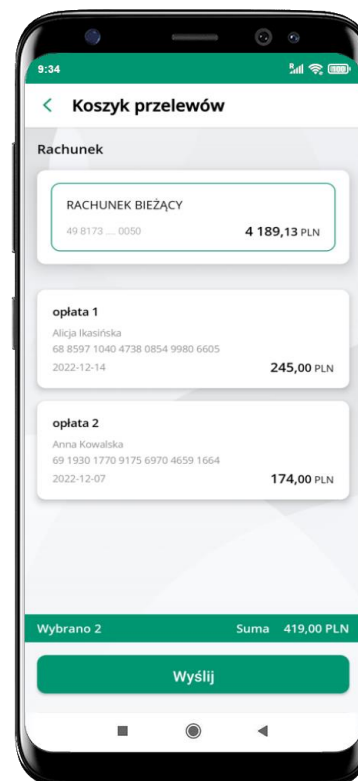 9:34
R
100
Koszyk przelewów
Rachunek
RACHUNEK BIEŻĄCY
49 8173 ... 0050 4 189,13 PLN
opłata 1
Alicja Ikasińska
68 8597 1040 4738 0854 9980 6605
2022-12-14 245,00 PLN
opłata 2
Anna Kowalska
69 1930 1770 9175 6970 4659 1664
2022-12-07 174,00 PLN
Wybrano 2 Suma 419,00 PLN
Wyślij